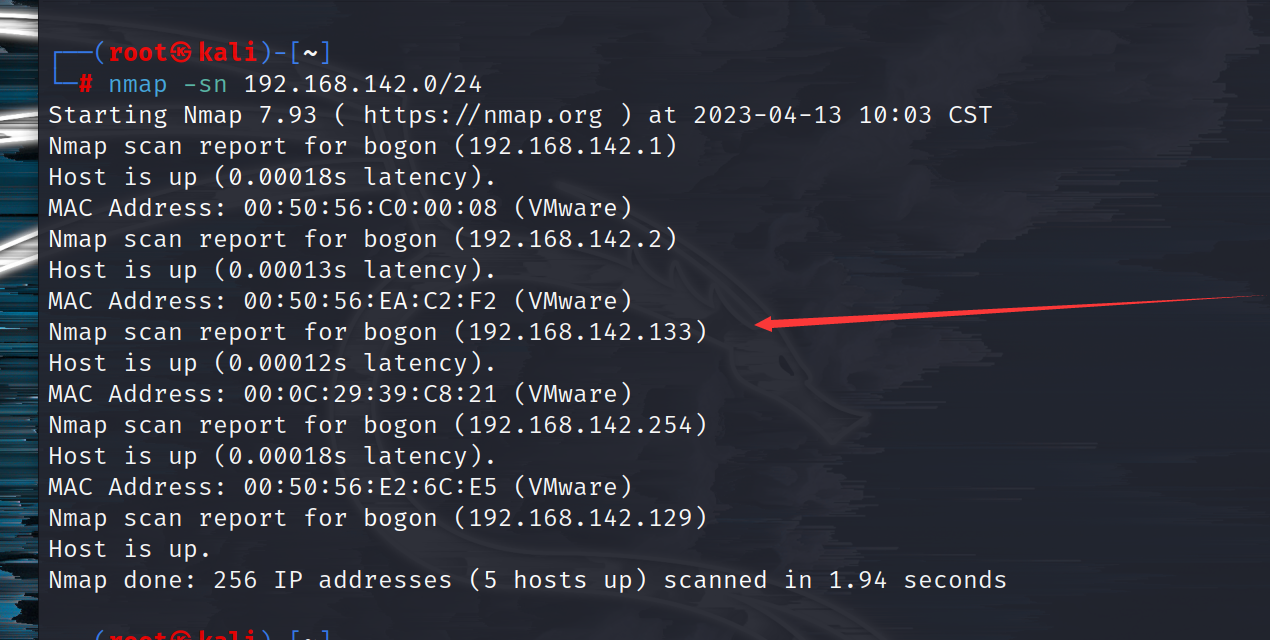 (root㉿kali)-[~]
# nmap -sn 192.168.142.0/24
Starting Nmap 7.93 ( https://nmap.org ) at 2023-04-13 10:03 CST
Nmap scan report for bogon (192.168.142.1)
Host is up (0.00018s latency).
MAC Address: 00:50:56:C0:00:08 (VMware)
Nmap scan report for bogon (192.168.142.2)
Host is up (0.00013s latency).
MAC Address: 00:50:56:EA:C2:F2 (VMware)
Nmap scan report for bogon (192.168.142.133)
Host is up (0.00012s latency).
MAC Address: 00:0C:29:39:C8:21 (VMware)
Nmap scan report for bogon (192.168.142.254)
Host is up (0.00018s latency).
MAC Address: 00:50:56:E2:6C:E5 (VMware)
Nmap scan report for bogon (192.168.142.129)
Host is up.
Nmap done: 256 IP addresses (5 hosts up) scanned in 1.94 seconds
(root㉿kali)-[~]